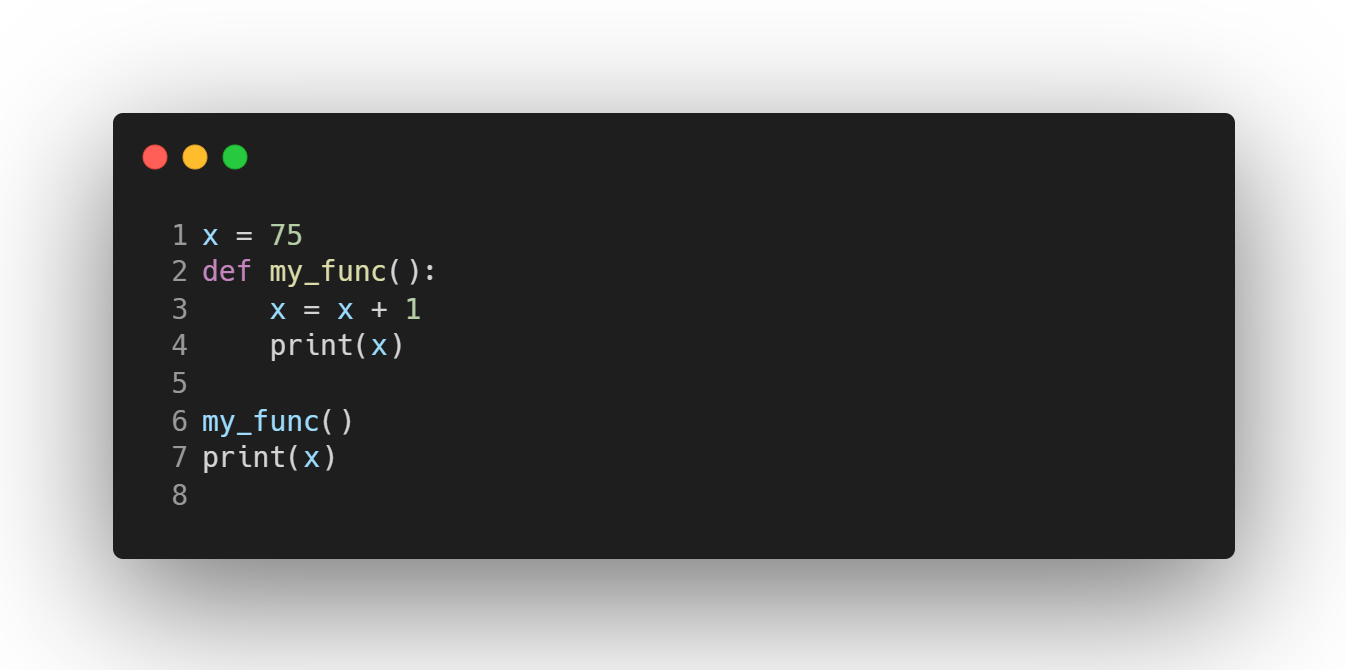 1 x = 75
2 def my_func():
3     x = x + 1
4     print(x)
5
6 my_func()
7 print(x)
8